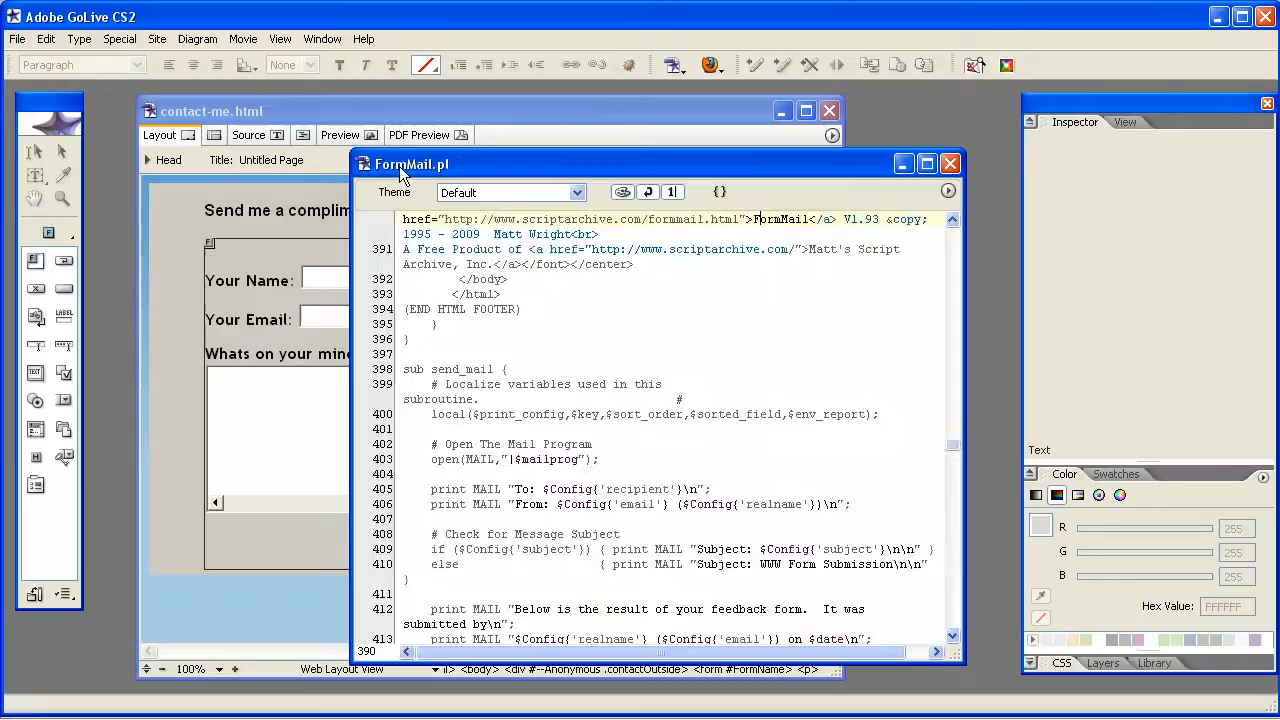 Adobe GoLive CS2
File Edit Type Special Site Diagram Movie View Window Help
Paragraph None T T T
contact-me.html
Layout Source Preview PDF Preview
Head Title: Untitled Page
Send me a complim
Your Name:
Your Email:
Whats on your mind
LABEL
TEXT
FormMail.pl
Theme Default
href="http://www.scriptarchive.com/formmail.html">FormMail</a> V1.93 &copy;
1995 - 2009  Matt Wright<br>
391 A Free Product of <a href="http://www.scriptarchive.com/">Matt's Script
Archive, Inc.</a></font></center>
392 </body>
393 </html>
394 (END HTML FOOTER)
395 }
396 }
397
398 sub send_mail {
399 # Localize variables used in this
subroutine. #
400 local($print_config,$key,$sort_order,$sorted_field,$env_report);
401
402 # Open The Mail Program
403 open(MAIL,"|$mailprog");
404
405 print MAIL "To: $Config{'recipient'}\n";
406 print MAIL "From: $Config{'email'} ($Config{'realname'})\n";
407
408 # Check for Message Subject
409 if ($Config{'subject'}) { print MAIL "Subject: $Config{'subject'}\n\n" }
410 else { print MAIL "Subject: WWW Form Submission\n\n"
}
411
412 print MAIL "Below is the result of your feedback form.  It was
submitted by\n";
413 print MAIL "$Config{'realname'} ($Config{'email'}) on $date\n";
390
100% Web Layout View <body> <div #--Anonymous .contactOutside> <form #FormName> <p>
Inspector View
Text
Color Swatches
R 255
G 255
B 255
Hex Value: FFFFFF
CSS Layers Library